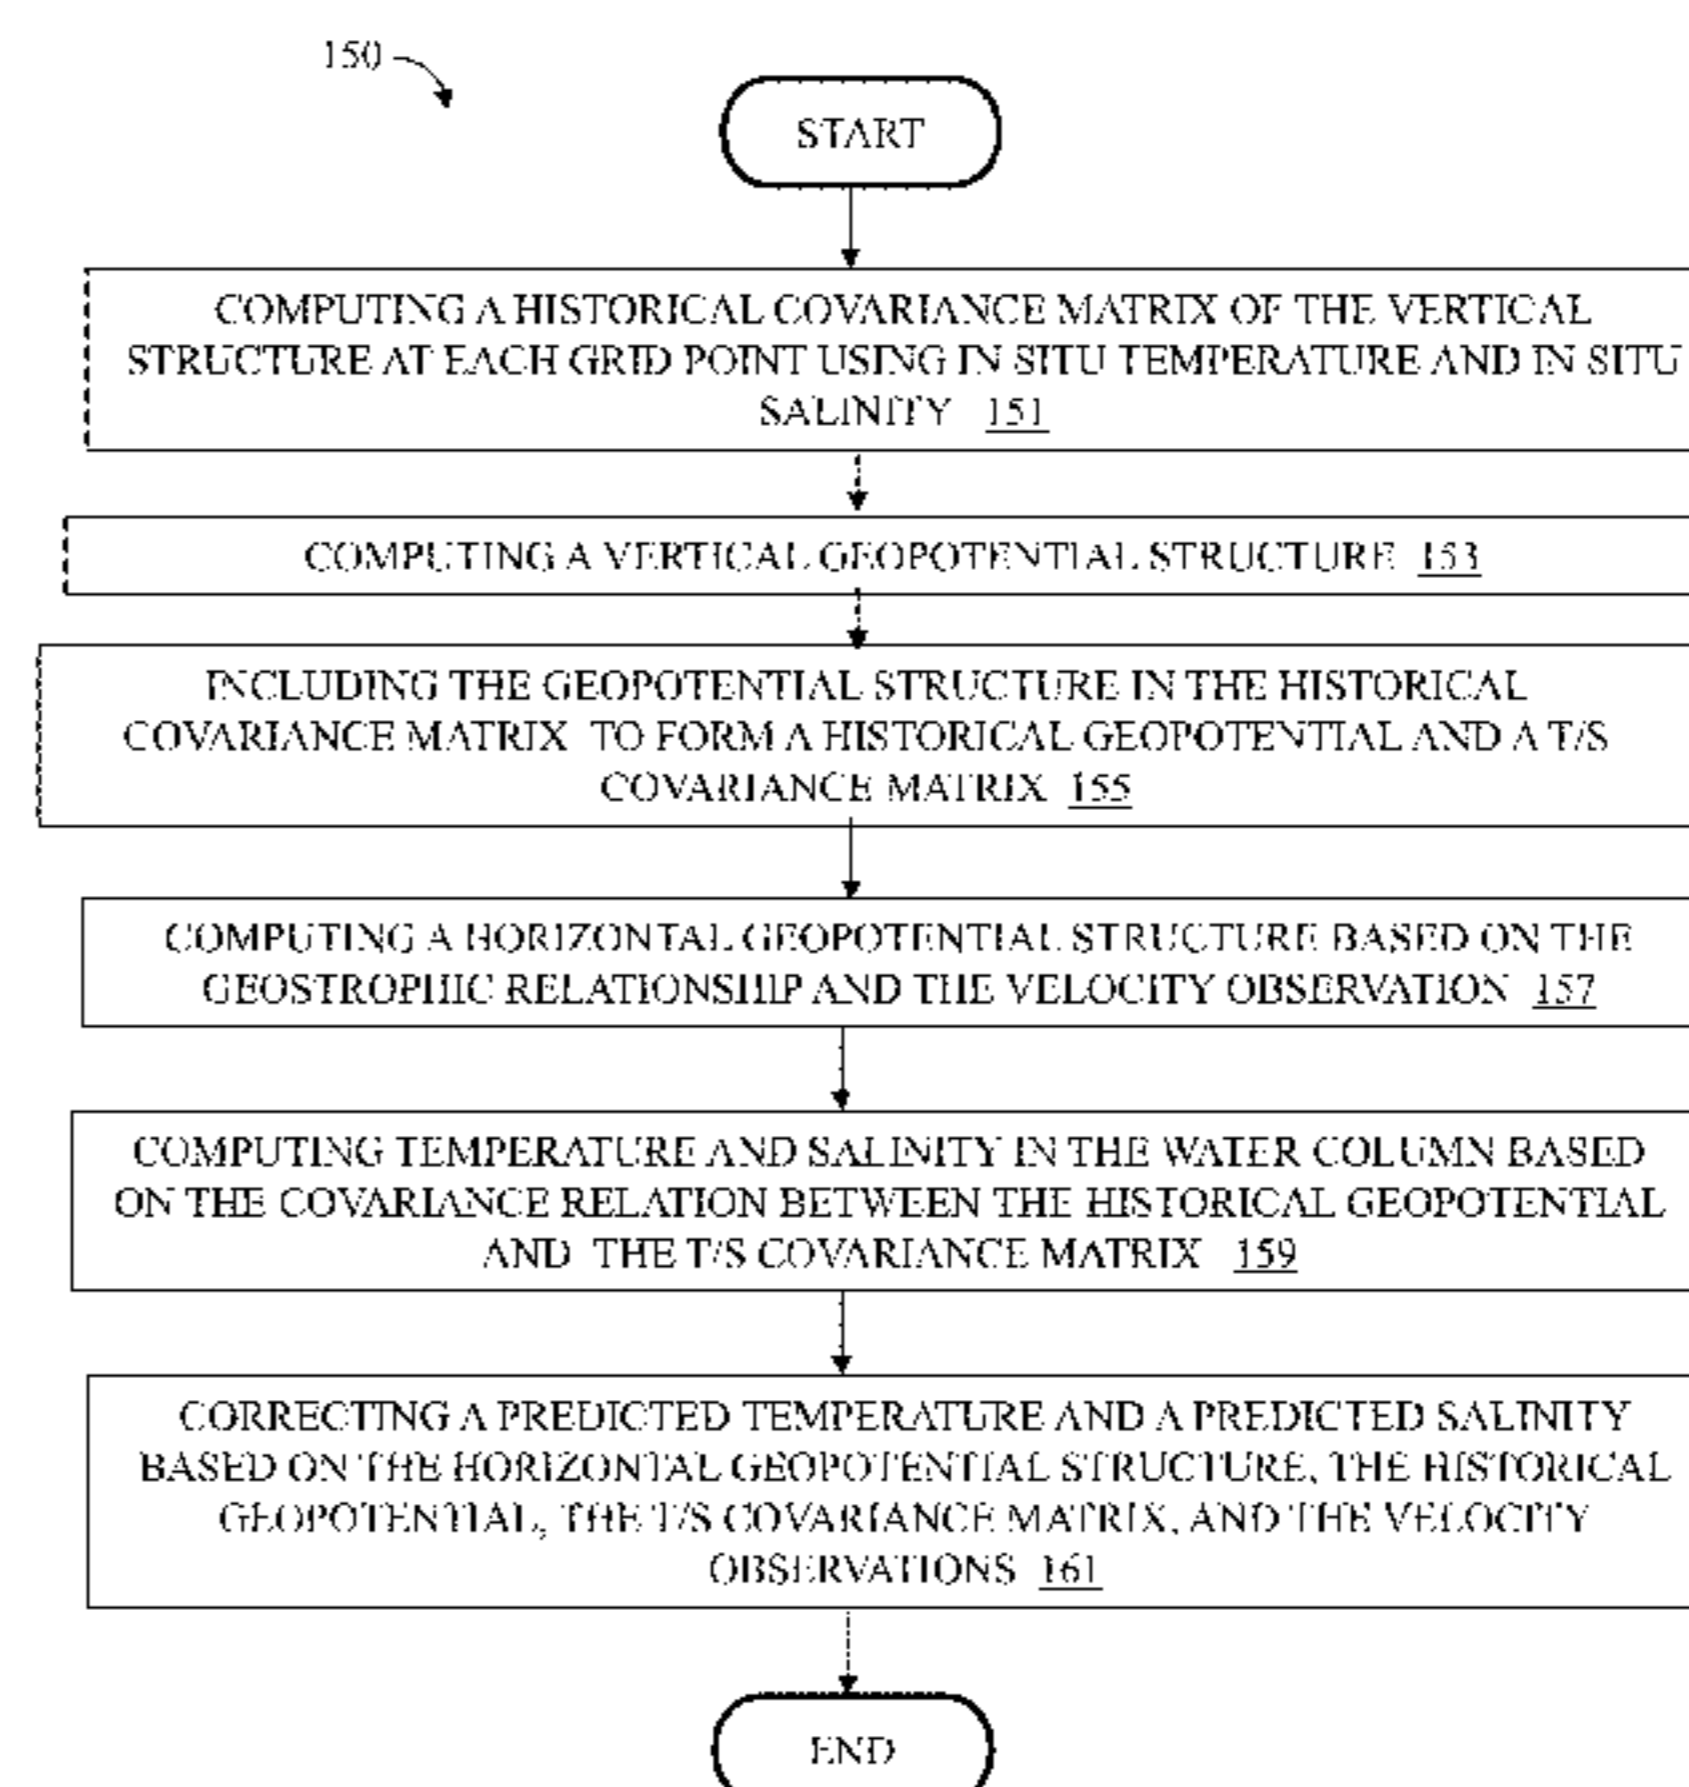 150
START
COMPUTING A HISTORICAL COVARIANCE MATRIX OF THE VERTICAL
STRUCTURE AT EACH GRID POINT USING IN SITU TEMPERATURE AND IN SITU
SALINITY 151
COMPUTING A VERTICAL GEOPOTENTIAL STRUCTURE 153
INCLUDING THE GEOPOTENTIAL STRUCTURE IN THE HISTORICAL
COVARIANCE MATRIX TO FORM A HISTORICAL GEOPOTENTIAL AND A T/S
COVARIANCE MATRIX 155
COMPUTING A HORIZONTAL GEOPOTENTIAL STRUCTURE BASED ON THE
GEOSTROPHIC RELATIONSHIP AND THE VELOCITY OBSERVATION 157
COMPUTING TEMPERATURE AND SALINITY IN THE WATER COLUMN BASED
ON THE COVARIANCE RELATION BETWEEN THE HISTORICAL GEOPOTENTIAL
AND THE T/S COVARIANCE MATRIX 159
CORRECTING A PREDICTED TEMPERATURE AND A PREDICTED SALINITY
BASED ON THE HORIZONTAL GEOPOTENTIAL STRUCTURE, THE HISTORICAL
GEOPOTENTIAL, THE T/S COVARIANCE MATRIX, AND THE VELOCITY
OBSERVATIONS 161
END